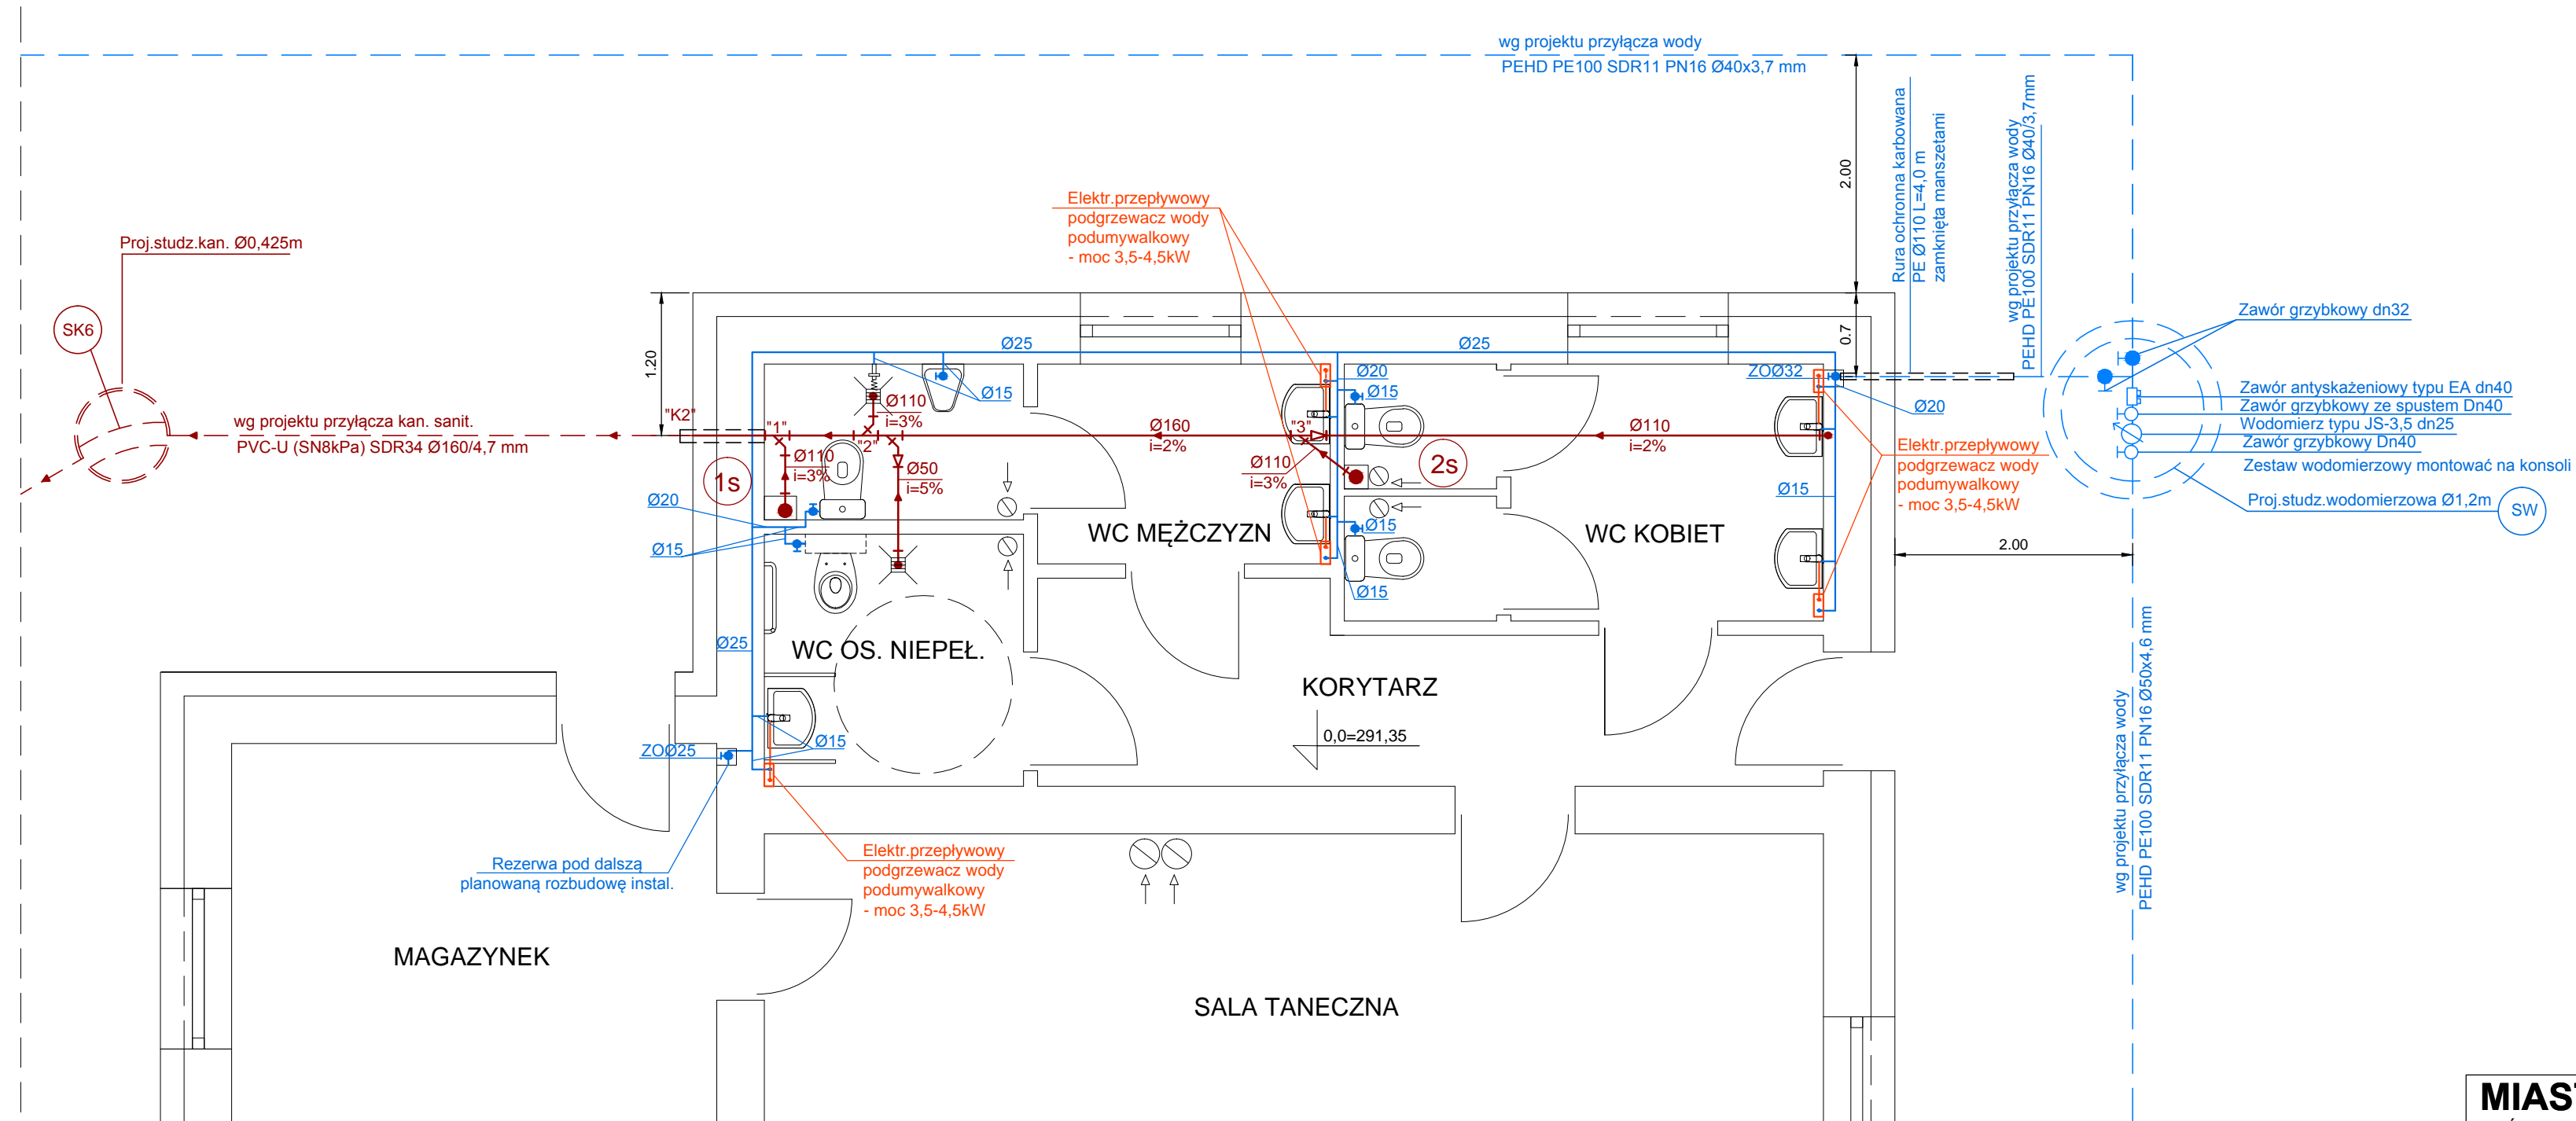 wg projektu przyłącza wody
PEHD PE100 SDR11 PN16 Ø40x3,7 mm
2.00
Rura ochronna karbowana
PE Ø110 L=4,0 m
zamknięta manszetami
wg projektu przyłącza wody
PEHD PE100 SDR11 PN16 Ø40/3,7mm
Elektr.przepływowy
podgrzewacz wody
podumywalkowy
- moc 3,5-4,5kW
Proj.studz.kan. Ø0,425m
SK6
wg projektu przyłącza kan. sanit.
PVC-U (SN8kPa) SDR34 Ø160/4,7 mm
1.20
"K2"
0.7
Zawór grzybkowy dn32
Zawór antyskażeniowy typu EA dn40
Zawór grzybkowy ze spustem Dn40
Wodomierz typu JS-3,5 dn25
Zawór grzybkowy Dn40
Zestaw wodomierzowy montować na konsoli
Proj.studz.wodomierzowa Ø1,2m
SW
Ø25
Ø25
Ø15
Ø20
Ø15
ZOØ32
Ø20
"1"
Ø110
i=3%
"2"
Ø160
i=2%
"3"
Ø110
i=2%
Ø110
i=3%
Ø50
i=5%
Ø110
i=3%
1s
2s
Elektr.przepływowy
podgrzewacz wody
podumywalkowy
- moc 3,5-4,5kW
Ø20
Ø15
Ø15
Ø15
Ø15
WC MĘŻCZYZN
WC KOBIET
2.00
Ø25
WC OS. NIEPEŁ.
KORYTARZ
0,0=291,35
ZOØ25
Ø15
wg projektu przyłącza wody
PEHD PE100 SDR11 PN16 Ø50x4,6 mm
Rezerwa pod dalszą
planowaną rozbudowę instal.
Elektr.przepływowy
podgrzewacz wody
podumywalkowy
- moc 3,5-4,5kW
MAGAZYNEK
SALA TANECZNA